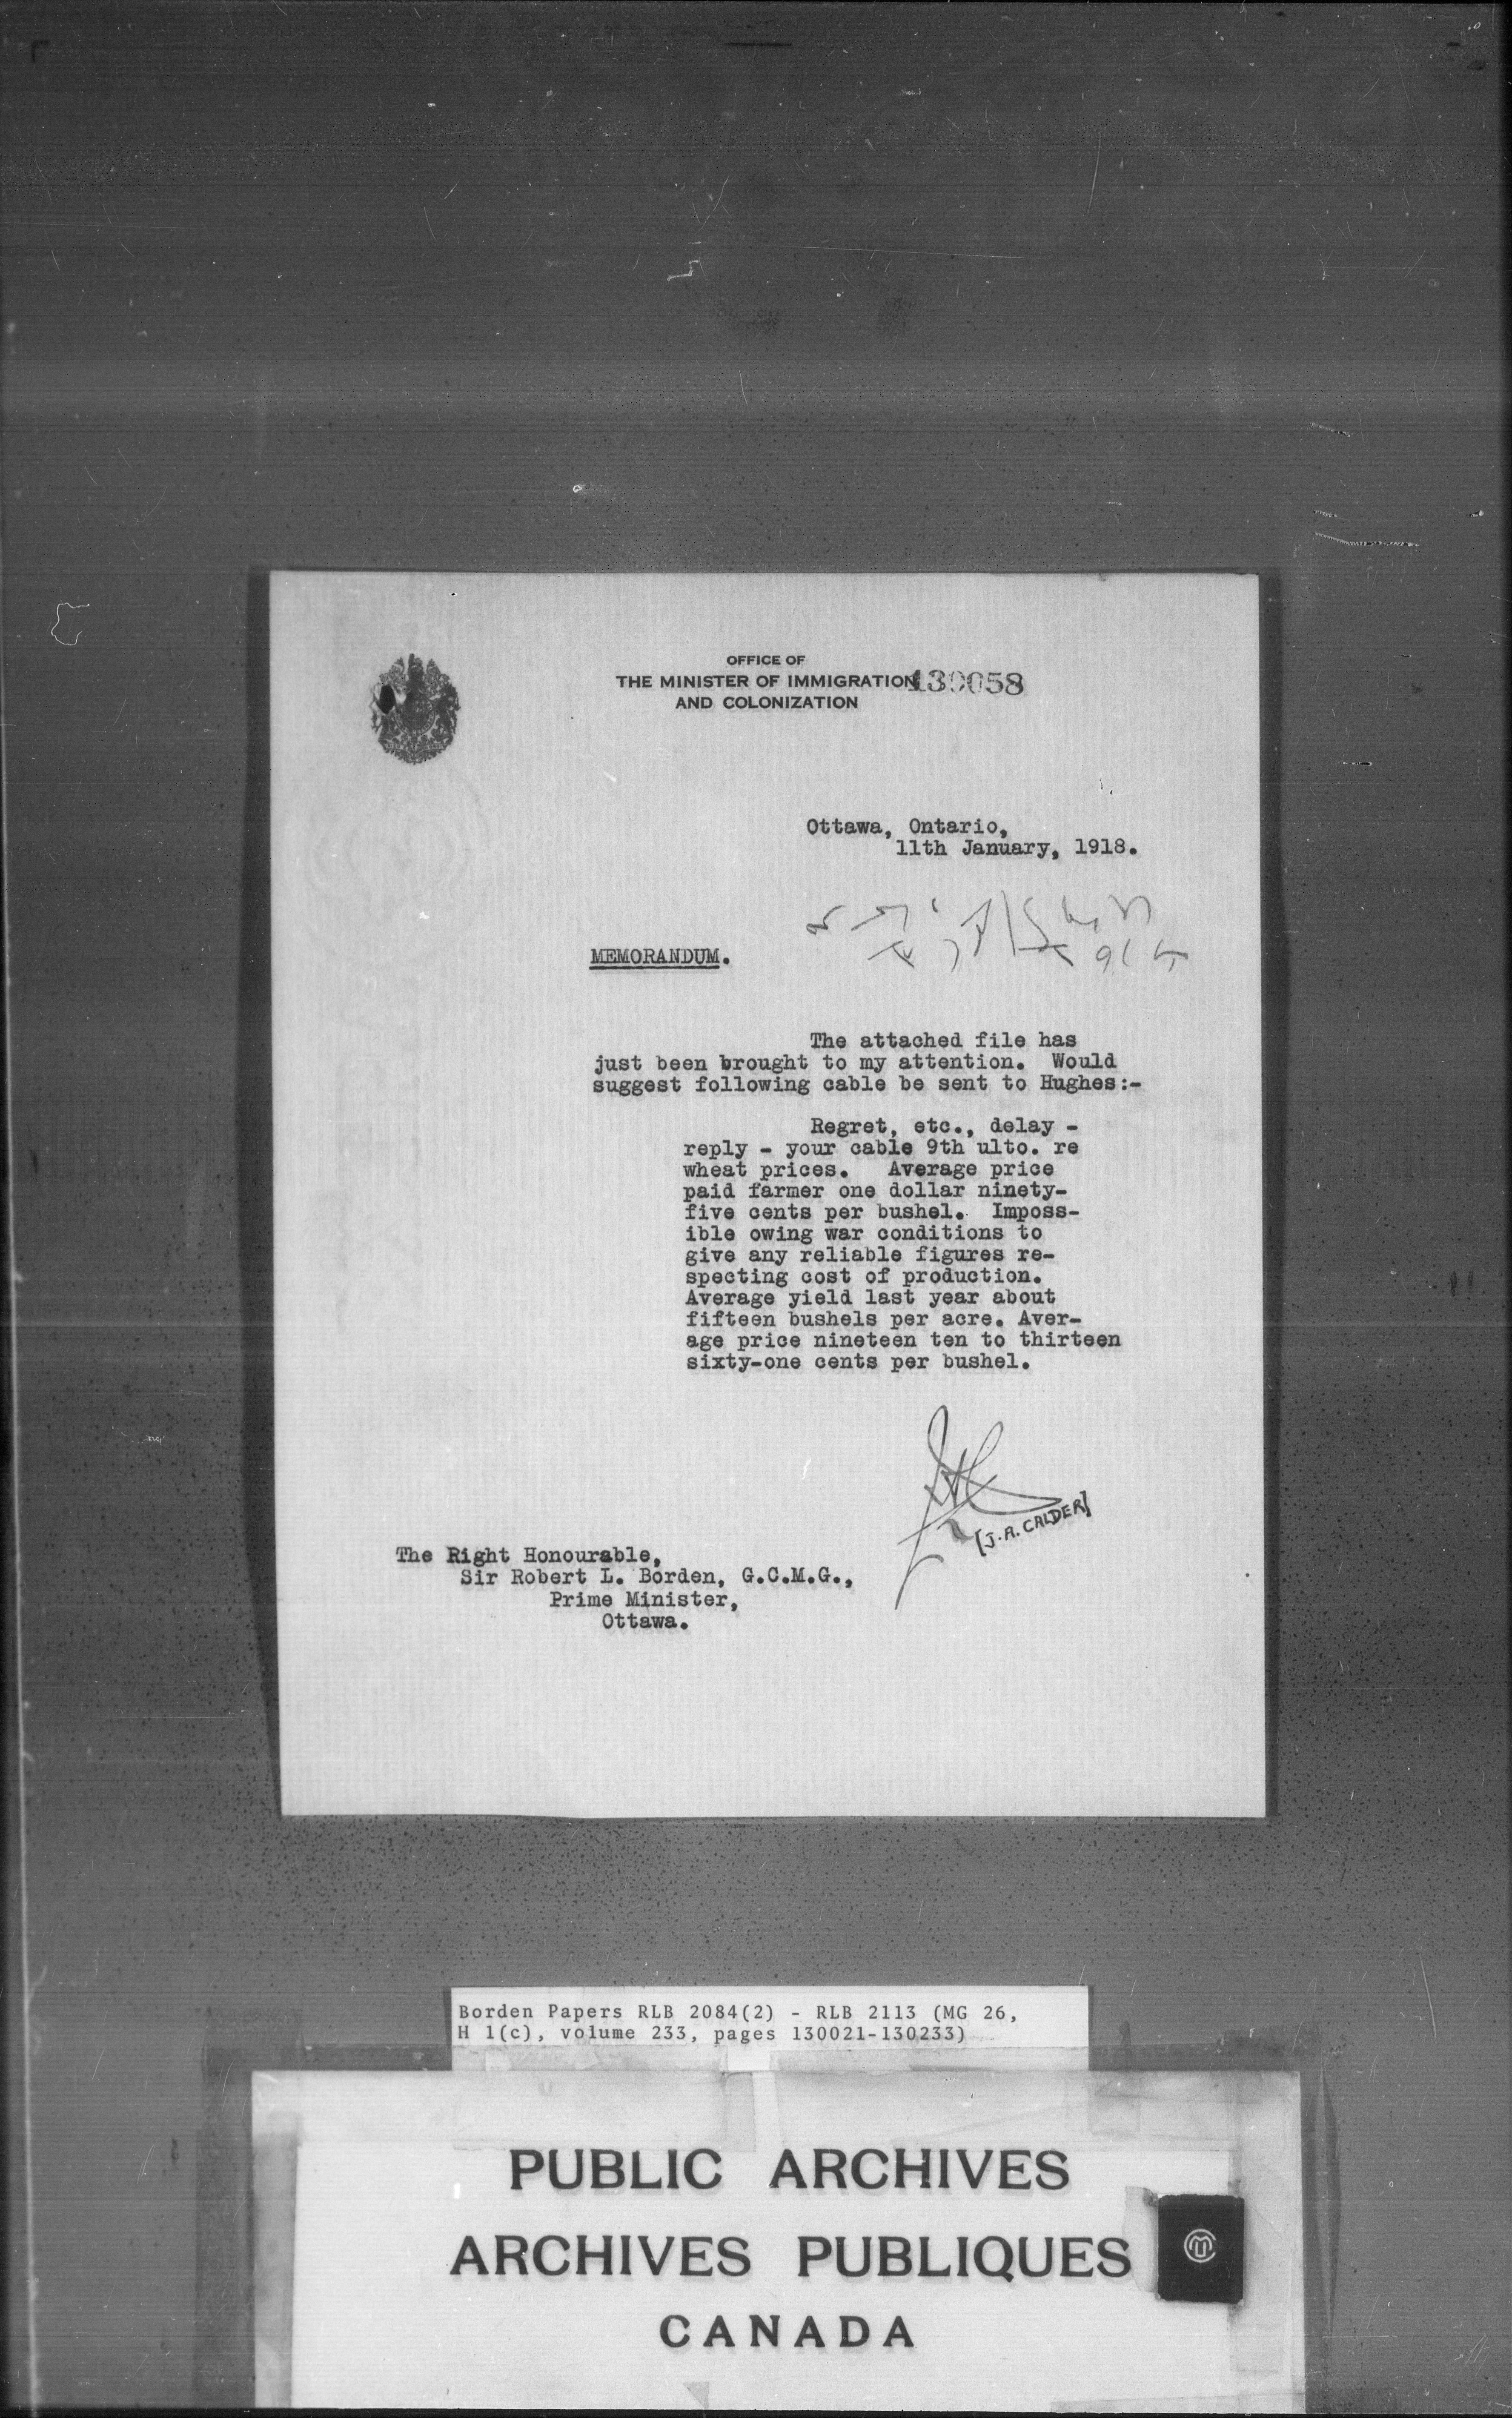 OFFICE OF
THE MINISTER OF IMMIGRATION 130058
AND COLONIZATION
Ottawa, Ontario,
11th January, 1918.
MEMORANDUM.
The attached file has
just been brought to my attention. Would
suggest following cable be sent to Hughes:-
Regret, etc., delay -
reply - your cable 9th ulto. re
wheat prices. Average price
paid farmer one dollar ninety-
five cents per bushel. Imposs-
ible owing war conditions to
give any reliable figures re-
specting cost of production.
Average yield last year about
fifteen bushels per acre. Aver-
age price nineteen ten to thirteen
sixty-one cents per bushel.
[J.A. CALDER]
The Right Honourable,
Sir Robert L. Borden, G.C.M.G.,
Prime Minister,
Ottawa.
Borden Papers RLB 2084(2) - RLB 2113 (MG 26,
H 1(c), volume 233, pages 130021-130233)
PUBLIC ARCHIVES
ARCHIVES PUBLIQUES
CANADA